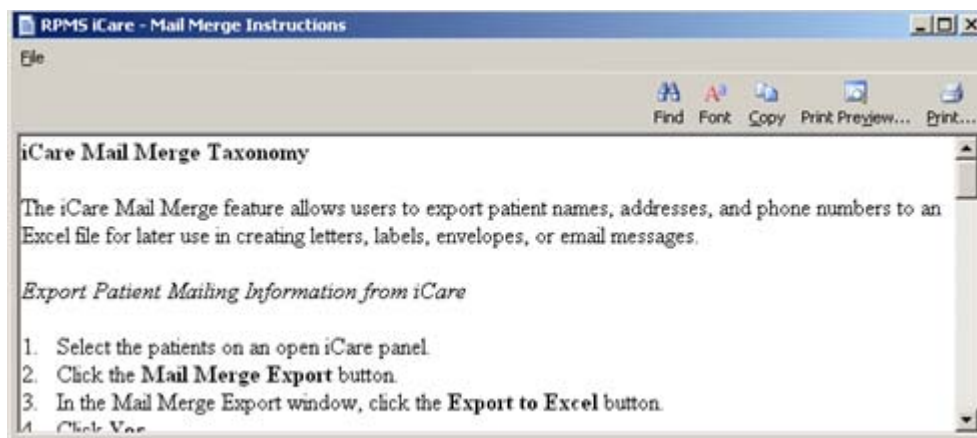 RPMS iCare - Mail Merge Instructions
File
Find Font Copy Print Preview... Print...
iCare Mail Merge Taxonomy
The iCare Mail Merge feature allows users to export patient names, addresses, and phone numbers to an
Excel file for later use in creating letters, labels, envelopes, or email messages.
Export Patient Mailing Information from iCare
1. Select the patients on an open iCare panel.
2. Click the Mail Merge Export button.
3. In the Mail Merge Export window, click the Export to Excel button.
4. Click Yes